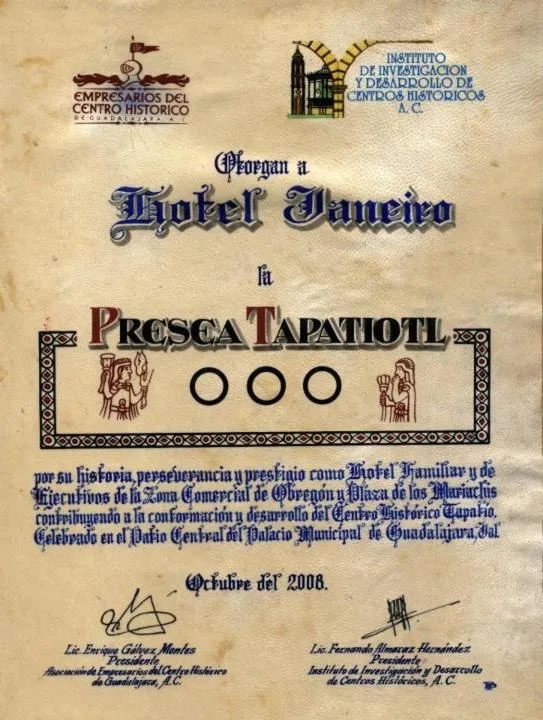 EMPRESARIOS DEL
CENTRO HISTORICO
DE GUADALAJARA A.C.
INSTITUTO
DE INVESTIGACION
Y DESARROLLO DE
CENTROS HISTORICOS
A. C.
Otorgan a
Hotel Janeiro
la
PRESEA TAPATIOTL
por su historia, perseverancia y prestigio como Hotel Familiar y de
Ejecutivos de la Zona Comercial de Obregón y Plaza de los Mariachis
contribuyendo a la conformación y desarrollo del Centro Histórico Tapatio.
Celebrado en el Patio Central del Palacio Municipal de Guadalajara, Jal
Octubre del 2008.
Lic. Enrique Gálvez Montes
Presidente
Asociación de Empresarios del Centro Histórico
de Guadalajara, A.C.
Lic. Fernando Almaraz Hernández
Presidente
Instituto de Investigación y Desarrollo
de Centros Históricos, A. C.